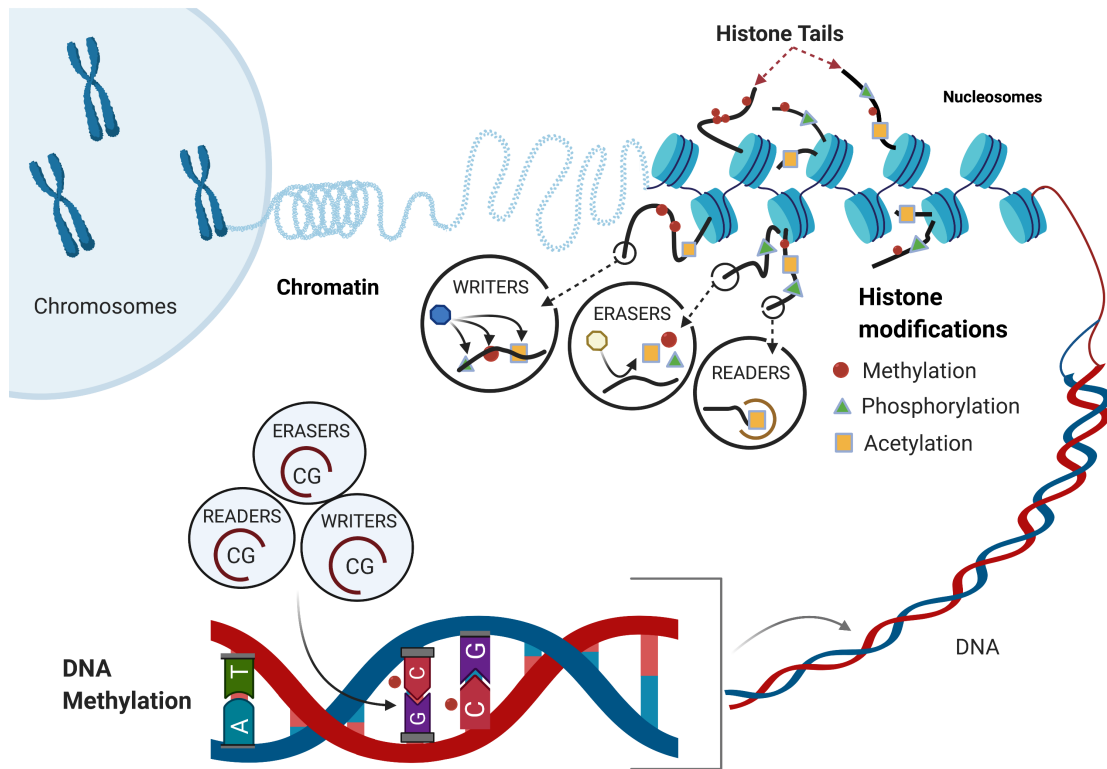 Histone Tails
Nucleosomes
Chromosomes
Chromatin
WRITERS
ERASERS
READERS
Histone
modifications
Methylation
Phosphorylation
Acetylation
ERASERS
CG
READERS
CG
WRITERS
CG
DNA
Methylation
A T
G C
C G
DNA